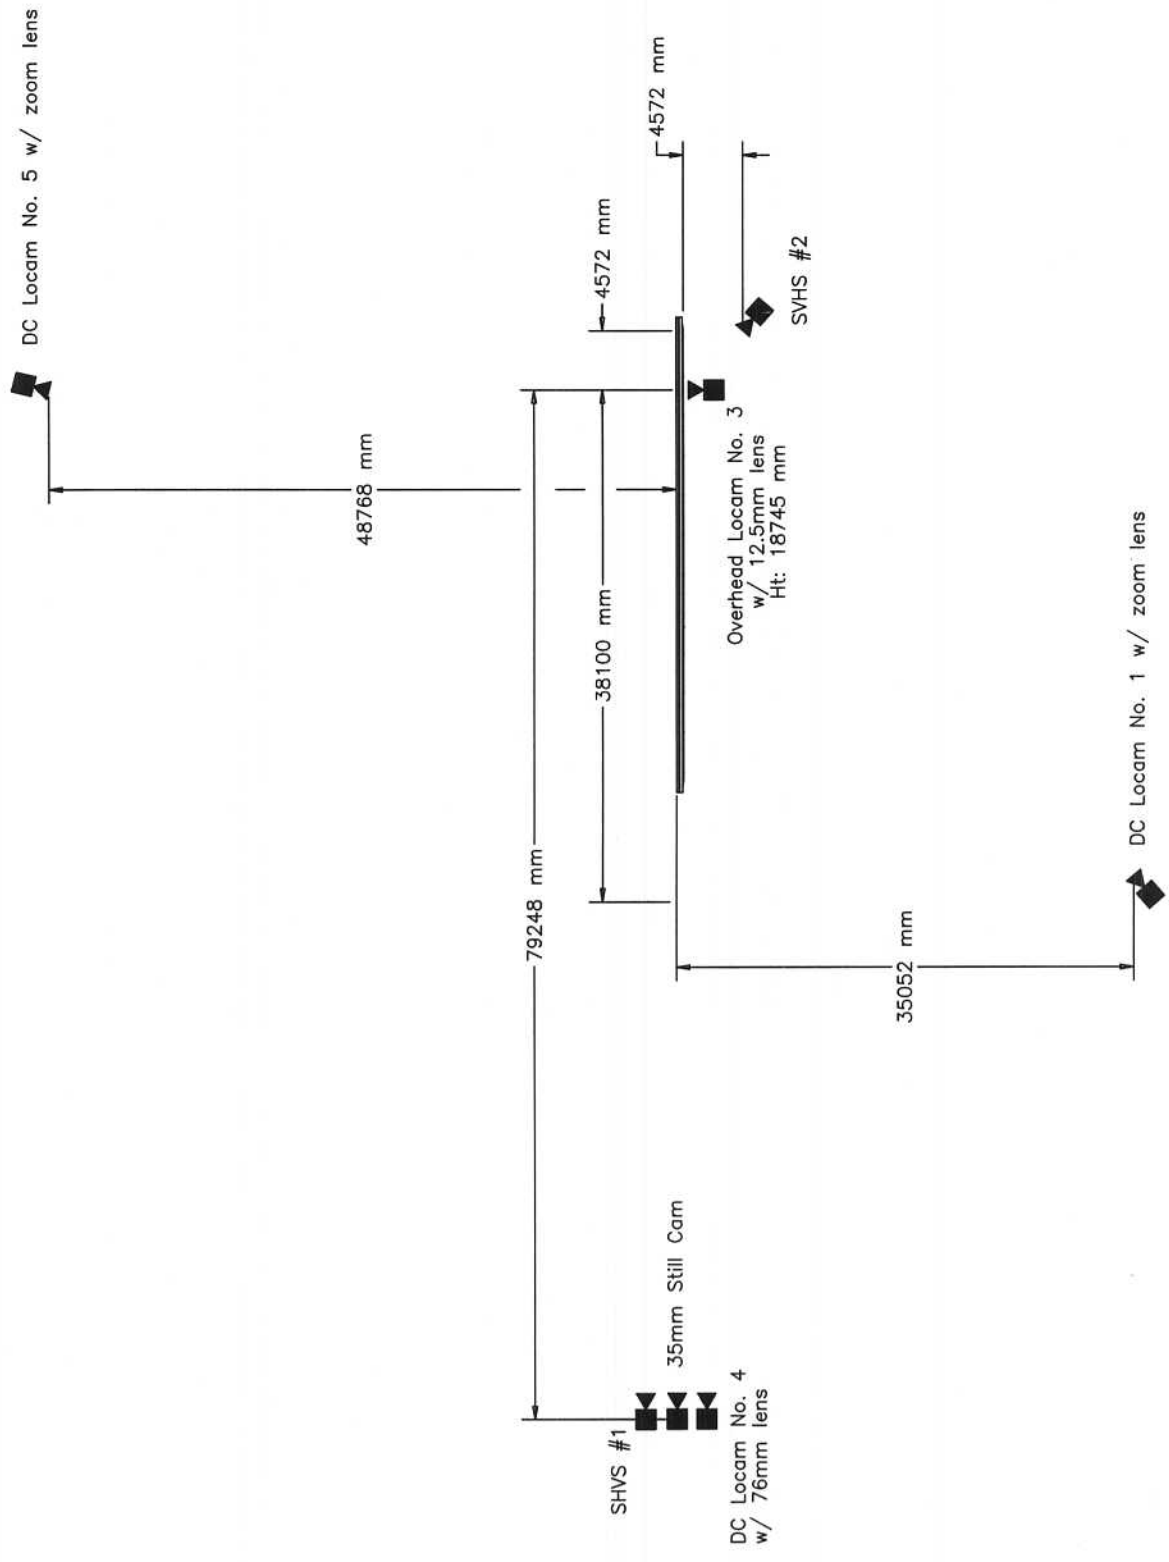 DC Locam No. 5 w/ zoom lens
4572 mm
4572 mm
SVHS #2
48768 mm
Overhead Locam No. 3
w/ 12.5mm lens
Ht: 18745 mm
38100 mm
79248 mm
DC Locam No. 1 w/ zoom lens
35052 mm
35mm Still Cam
SHVS #1
DC Locam No. 4
w/ 76mm lens